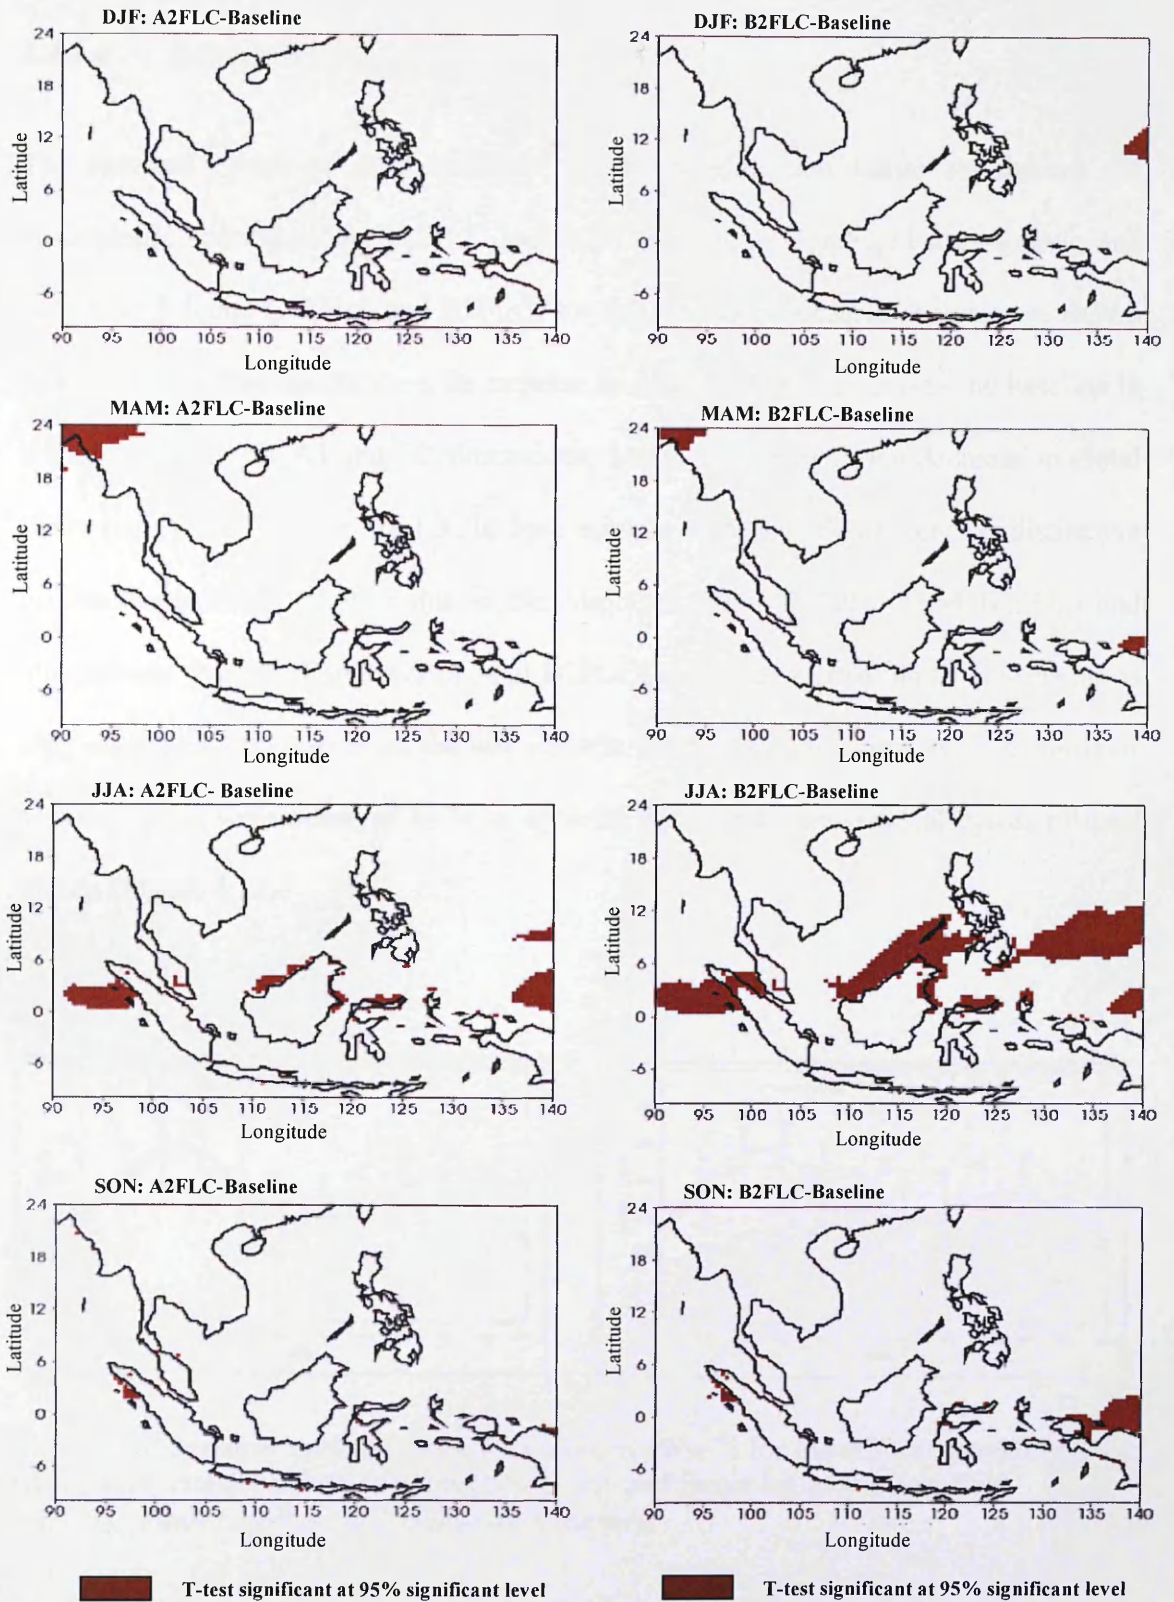 DJF: A2FLC-Baseline
24
18
12
6
0
-6
Latitude
90 95 100 105 110 115 120 125 130 135 140
Longitude
DJF: B2FLC-Baseline
24
18
12
6
0
-6
Latitude
90 95 100 105 110 115 120 125 130 135 140
Longitude
MAM: A2FLC-Baseline
24
18
12
6
0
-6
Latitude
90 95 100 105 110 115 120 125 130 135 140
Longitude
MAM: B2FLC-Baseline
24
18
12
6
0
-6
Latitude
90 95 100 105 110 115 120 125 130 135 140
Longitude
JJA: A2FLC- Baseline
24
18
12
6
0
-6
Latitude
90 95 100 105 110 115 120 125 130 135 140
Longitude
JJA: B2FLC-Baseline
24
18
12
6
0
-6
Latitude
90 95 100 105 110 115 120 125 130 135 140
Longitude
SON: A2FLC-Baseline
24
18
12
6
0
-6
Latitude
90 95 100 105 110 115 120 125 130 135 140
Longitude
SON: B2FLC-Baseline
24
18
12
6
0
-6
Latitude
90 95 100 105 110 115 120 125 130 135 140
Longitude
T-test significant at 95% significant level
T-test significant at 95% significant level